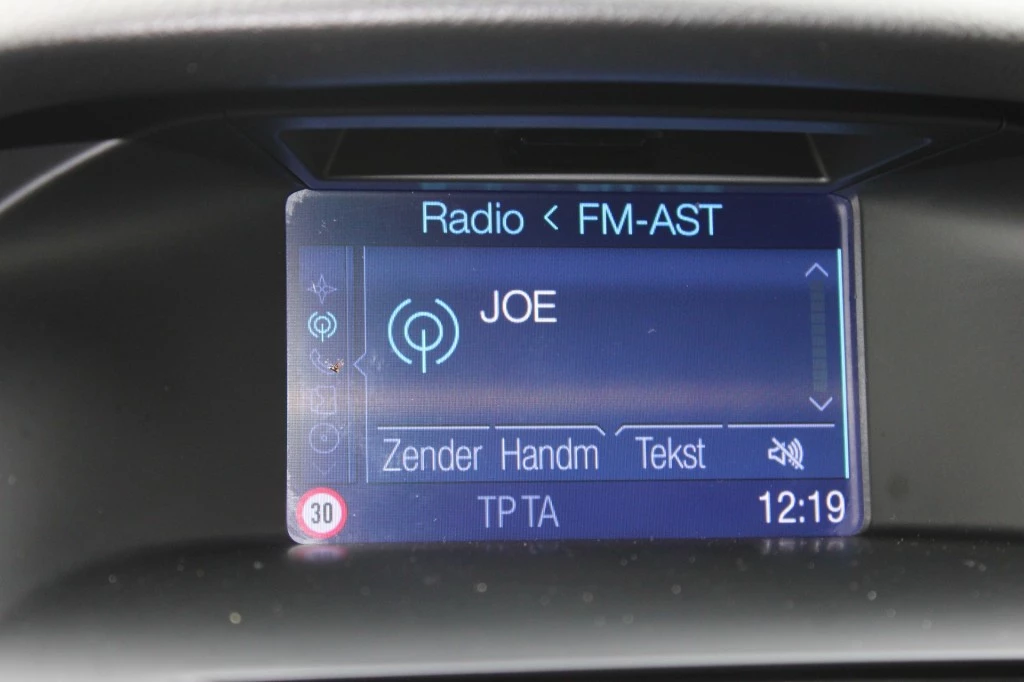 Radio < FM-AST
JOE
Zender Handm Tekst
30 TP TA 12:19